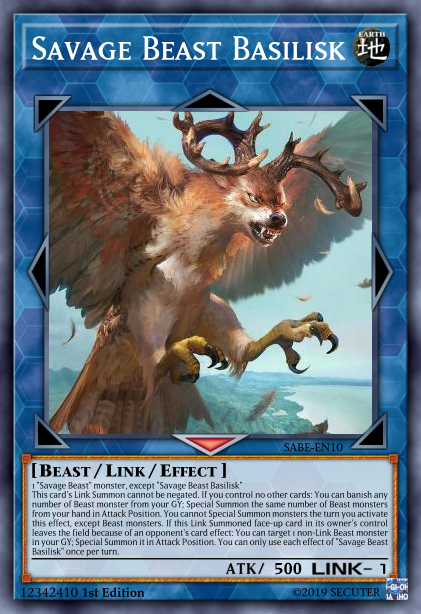 Savage Beast Basilisk
EARTH
地
SABE-EN10
[Beast / Link / Effect ]
1 "Savage Beast" monster, except "Savage Beast Basilisk"
This card's Link Summon cannot be negated. If you control no other cards: You can banish any
number of Beast monster from your GY; Special Summon the same number of Beast monsters
from your hand in Attack Position. You cannot Special Summon monsters the turn you activate
this effect, except Beast monsters. If this Link Summoned face-up card in its owner's control
leaves the field because of an opponent's card effect: You can target 1 non-Link Beast monster
in your GY; Special Summon it in Attack Position. You can only use each effect of "Savage Beast
Basilisk" once per turn.
ATK/ 500 LINK- 1
12342410 1st Edition ©2019 SECUTER